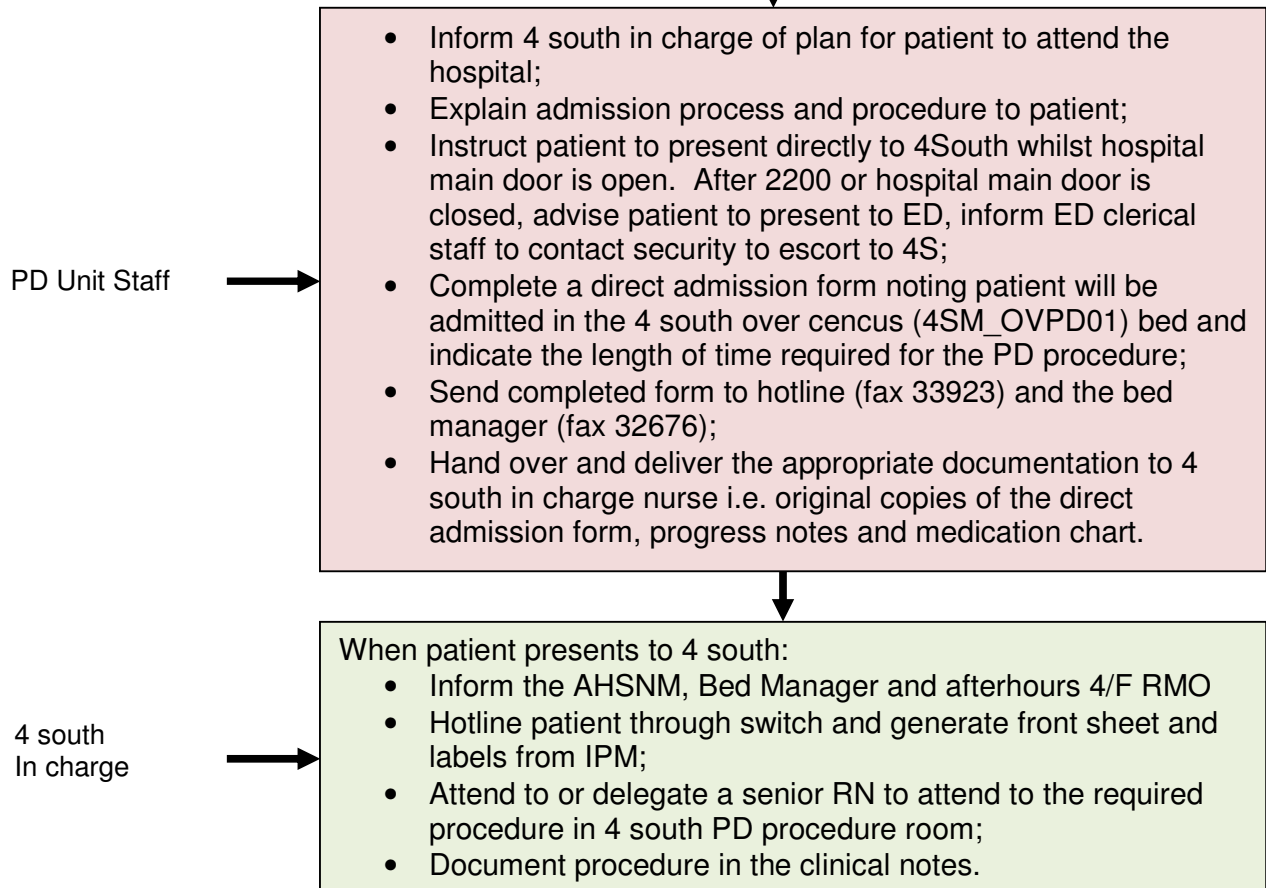 • Inform 4 south in charge of plan for patient to attend the
hospital;
• Explain admission process and procedure to patient;
• Instruct patient to present directly to 4South whilst hospital
main door is open.  After 2200 or hospital main door is
closed, advise patient to present to ED, inform ED clerical
staff to contact security to escort to 4S;
PD Unit Staff
• Complete a direct admission form noting patient will be
admitted in the 4 south over cencus (4SM_OVPD01) bed and
indicate the length of time required for the PD procedure;
• Send completed form to hotline (fax 33923) and the bed
manager (fax 32676);
• Hand over and deliver the appropriate documentation to 4
south in charge nurse i.e. original copies of the direct
admission form, progress notes and medication chart.
4 south
In charge
When patient presents to 4 south:
• Inform the AHSNM, Bed Manager and afterhours 4/F RMO
• Hotline patient through switch and generate front sheet and
labels from IPM;
• Attend to or delegate a senior RN to attend to the required
procedure in 4 south PD procedure room;
• Document procedure in the clinical notes.